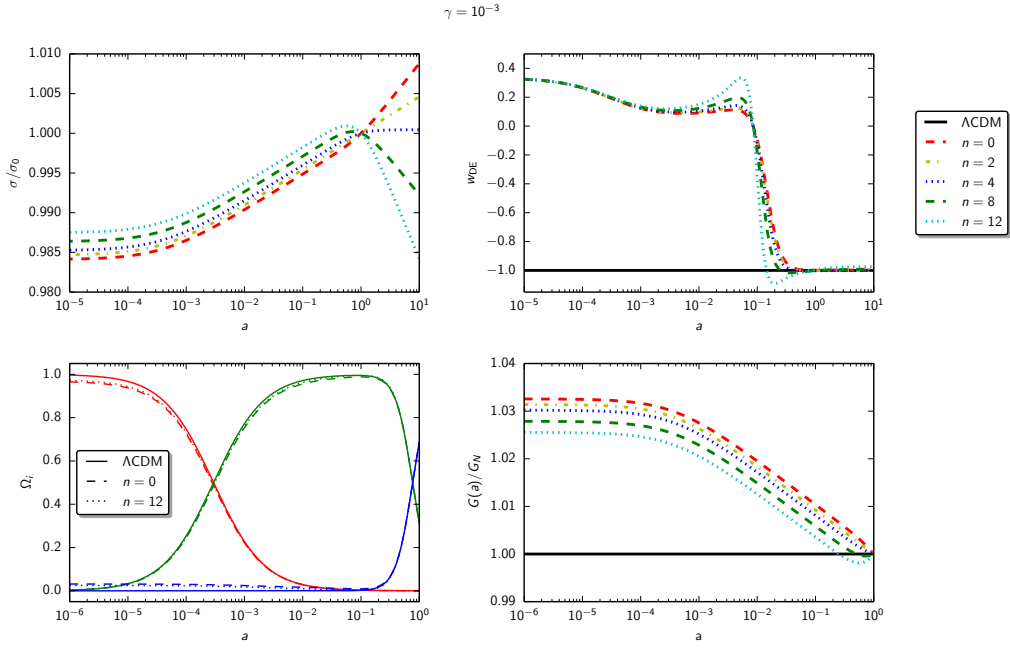 γ = 10⁻³
1.010
1.005
1.000
0.995
0.990
0.985
0.980
σ/σ₀
10⁻⁵ 10⁻⁴ 10⁻³ 10⁻² 10⁻¹ 10⁰ 10¹
a
0.4
0.2
0.0
−0.2
−0.4
−0.6
−0.8
−1.0
w_DE
10⁻⁵ 10⁻⁴ 10⁻³ 10⁻² 10⁻¹ 10⁰ 10¹
a
ΛCDM
n = 0
n = 2
n = 4
n = 8
n = 12
1.0
0.8
0.6
0.4
0.2
0.0
Ω_i
ΛCDM
n = 0
n = 12
10⁻⁶ 10⁻⁵ 10⁻⁴ 10⁻³ 10⁻² 10⁻¹ 10⁰
a
1.04
1.03
1.02
1.01
1.00
0.99
G(a)/G_N
10⁻⁶ 10⁻⁵ 10⁻⁴ 10⁻³ 10⁻² 10⁻¹ 10⁰
a